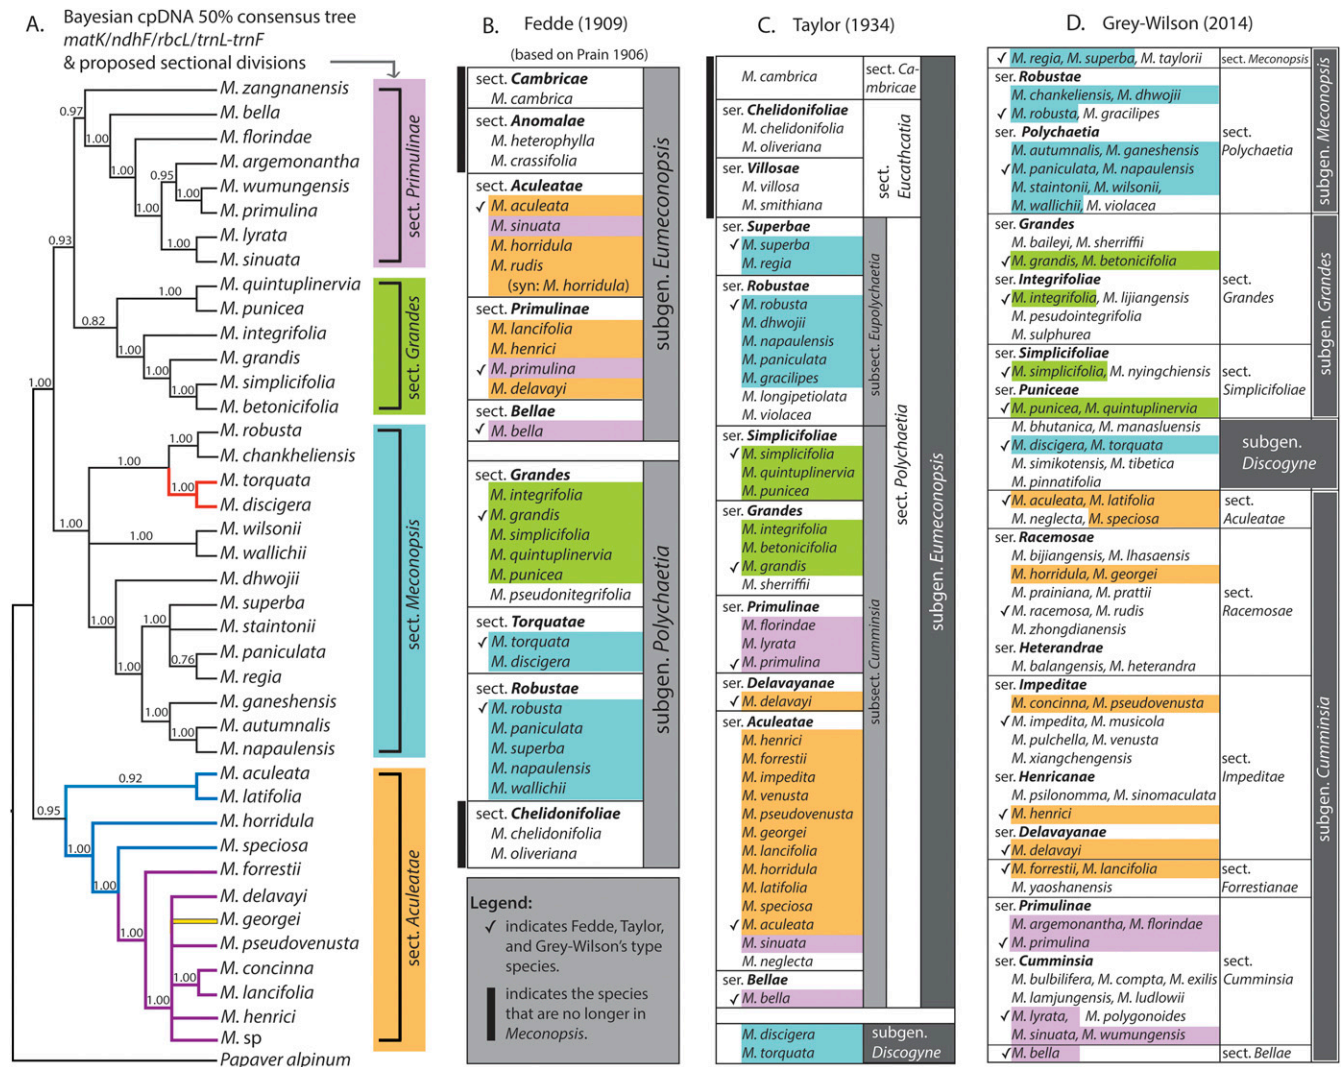 A.
Bayesian cpDNA 50% consensus tree
matK/ndhF/rbcL/trnL-trnF
& proposed sectional divisions
M. zangnanensis
M. bella
M. florindae
M. argemonantha
M. wumungensis
M. primulina
M. lyrata
M. sinuata
M. quintuplinervia
M. punicea
M. integrifolia
M. grandis
M. simplicifolia
M. betonicifolia
M. robusta
M. chankheliensis
M. torquata
M. discigera
M. wilsonii
M. wallichii
M. dhwojii
M. superba
M. staintonii
M. paniculata
M. regia
M. ganeshensis
M. autumnalis
M. napaulensis
M. aculeata
M. latifolia
M. horridula
M. speciosa
M. forrestii
M. delavayi
M. georgei
M. pseudovenusta
M. concinna
M. lancifolia
M. henrici
M. sp
Papaver alpinum
0.97
1.00
1.00
0.95
1.00
1.00
1.00
0.93
1.00
0.82
1.00
1.00
1.00
1.00
1.00
1.00
1.00
1.00
1.00
1.00
1.00
1.00
0.76
1.00
1.00
0.92
0.95
1.00
1.00
1.00
1.00
1.00
sect. Primulinae
sect. Grandes
sect. Meconopsis
sect. Aculeatae
B.
Fedde (1909)
(based on Prain 1906)
sect. Cambricae
M. cambrica
sect. Anomalae
M. heterophylla
M. crassifolia
sect. Aculeatae
✓ M. aculeata
M. sinuata
M. horridula
M. rudis
(syn: M. horridula)
sect. Primulinae
M. lancifolia
M. henrici
✓ M. primulina
M. delavayi
sect. Bellae
✓ M. bella
subgen. Eumeconopsis
sect. Grandes
M. integrifolia
✓ M. grandis
M. simplicifolia
M. quintuplinervia
M. punicea
M. pseudonitegrifolia
sect. Torquatae
✓ M. torquata
M. discigera
sect. Robustae
✓ M. robusta
M. paniculata
M. superba
M. napaulensis
M. wallichii
sect. Chelidonifoliae
M. chelidonifolia
M. oliveriana
subgen. Polychaetia
Legend:
✓ indicates Fedde, Taylor,
and Grey-Wilson's type
species.
indicates the species
that are no longer in
Meconopsis.
C.
Taylor (1934)
M. cambrica
sect. Ca-
mbricae
ser. Chelidonifoliae
M. chelidonifolia
M. oliveriana
ser. Villosae
M. villosa
M. smithiana
sect.
Eucathcatia
ser. Superbae
✓ M. superba
M. regia
ser. Robustae
✓ M. robusta
M. dhwojii
M. napaulensis
M. paniculata
M. gracilipes
M. longipetiolata
M. violacea
subsect. Eupolychaetia
ser. Simplicifoliae
✓ M. simplicifolia
M. quintuplinervia
M. punicea
ser. Grandes
M. integrifolia
M. betonicifolia
✓ M. grandis
M. sherriffii
ser. Primulinae
M. florindae
M. lyrata
✓ M. primulina
ser. Delavayanae
✓ M. delavayi
ser. Aculeatae
M. henrici
M. forrestii
M. impedita
M. venusta
M. pseudovenusta
M. georgei
M. lancifolia
M. horridula
M. latifolia
M. speciosa
✓ M. aculeata
M. sinuata
M. neglecta
ser. Bellae
✓ M. bella
subsect. Cumminsia
sect. Polychaetia
subgen. Eumeconopsis
M. discigera
M. torquata
subgen.
Discogyne
D.
Grey-Wilson (2014)
✓ M. regia, M. superba, M. taylorii
sect. Meconopsis
ser. Robustae
M. chankeliensis, M. dhwojii
✓ M. robusta, M. gracilipes
ser. Polychaetia
M. autumnalis, M. ganeshensis
✓ M. paniculata, M. napaulensis
M. staintonii, M. wilsonii,
M. wallichii, M. violacea
sect.
Polychaetia
subgen. Meconopsis
ser. Grandes
M. baileyi, M. sherriffii
✓ M. grandis, M. betonicifolia
ser. Integrifoliae
✓ M. integrifolia, M. lijiangensis
M. pesudointegrifolia
M. sulphurea
sect.
Grandes
ser. Simplicifoliae
✓ M. simplicifolia, M. nyingchiensis
ser. Puniceae
✓ M. punicea, M. quintuplinervia
sect.
Simplicifoliae
subgen. Grandes
M. bhutanica, M. manasluensis
✓ M. discigera, M. torquata
M. simikotensis, M. tibetica
M. pinnatifolia
subgen.
Discogyne
✓ M. aculeata, M. latifolia
M. neglecta, M. speciosa
sect.
Aculeatae
ser. Racemosae
M. bijiangensis, M. lhasaensis
M. horridula, M. georgei
M. prainiana, M. prattii
✓ M. racemosa, M. rudis
M. zhongdianensis
ser. Heterandrae
M. balangensis, M. heterandra
sect.
Racemosae
ser. Impeditae
M. concinna, M. pseudovenusta
✓ M. impedita, M. musicola
M. pulchella, M. venusta
M. xiangchengensis
ser. Henricanae
M. psilonomma, M. sinomaculata
✓ M. henrici
ser. Delavayanae
✓ M. delavayi
sect.
Impeditae
✓ M. forrestii, M. lancifolia
M. yaoshanensis
sect.
Forrestianae
ser. Primulinae
M. argemonantha, M. florindae
✓ M. primulina
ser. Cumminsia
M. bulbilifera, M. compta, M. exilis
M. lamjungensis, M. ludlowii
✓ M. lyrata, M. polygonoides
M. sinuata, M. wumungensis
sect.
Cumminsia
✓ M. bella
sect. Bellae
subgen. Cumminsia